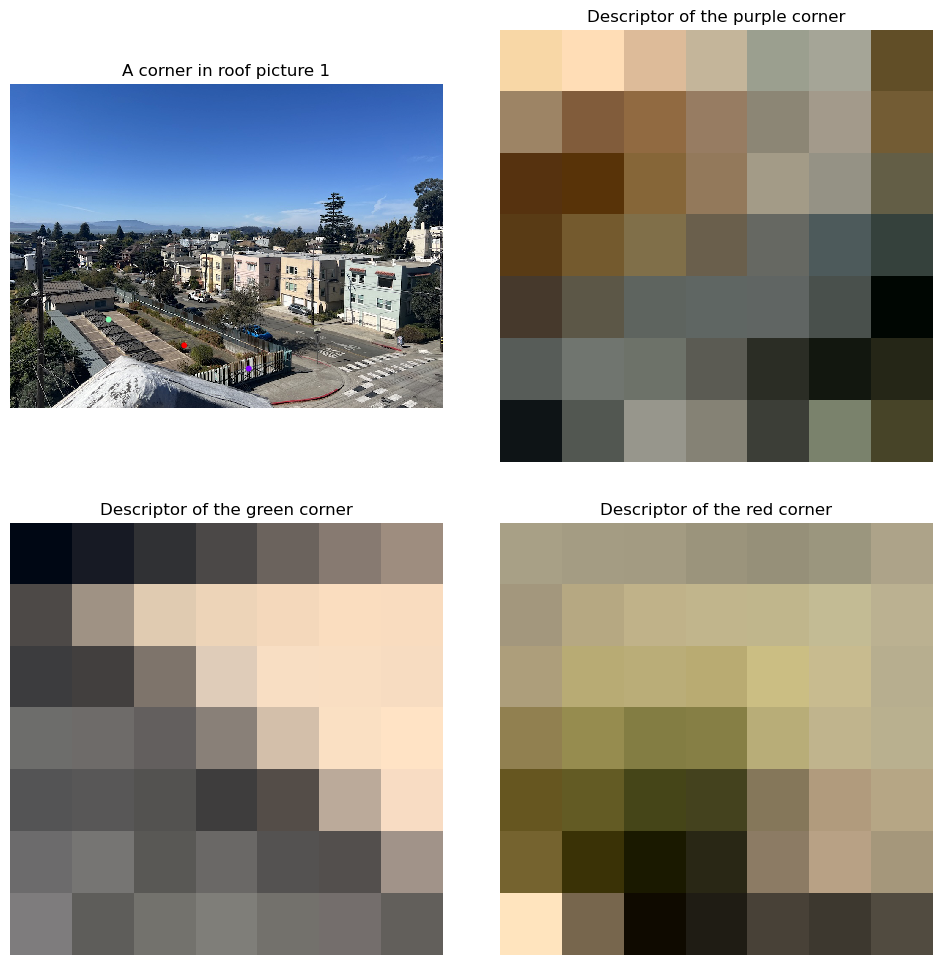 A corner in roof picture 1
Descriptor of the purple corner
Descriptor of the green corner
Descriptor of the red corner